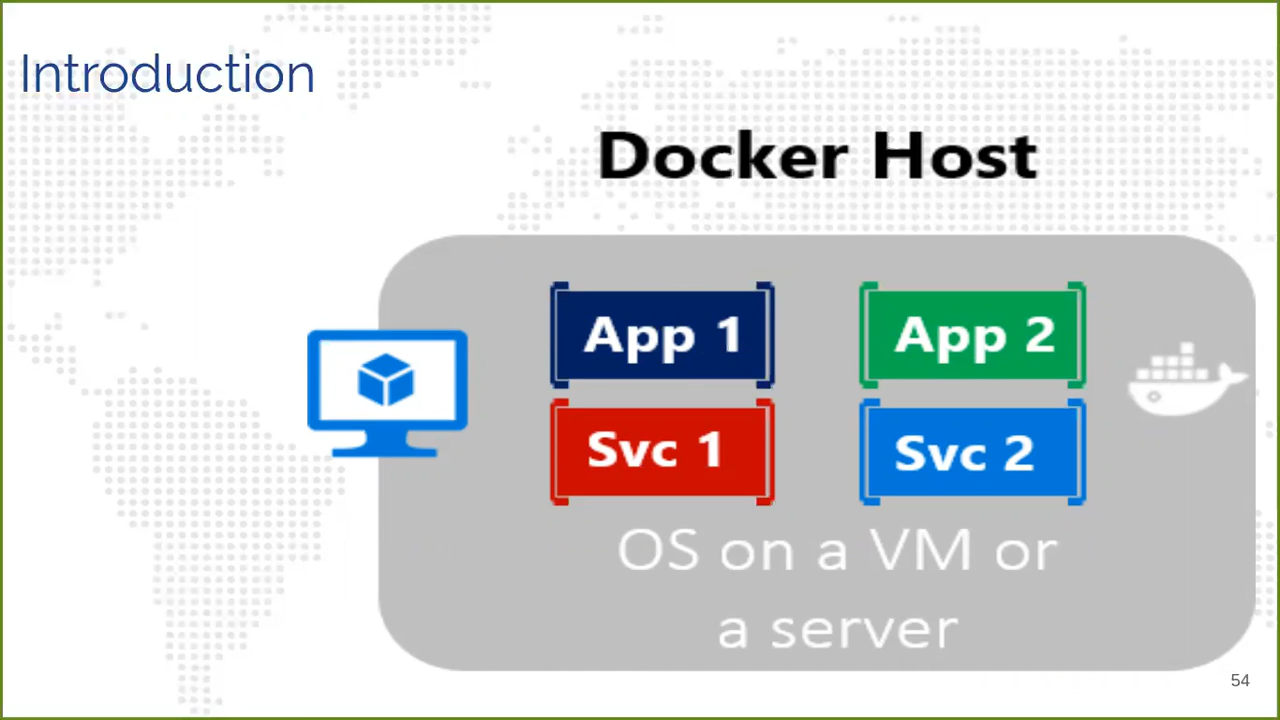 Introduction
Docker Host
App 1
App 2
Svc 1
Svc 2
OS on a VM or
a server
54